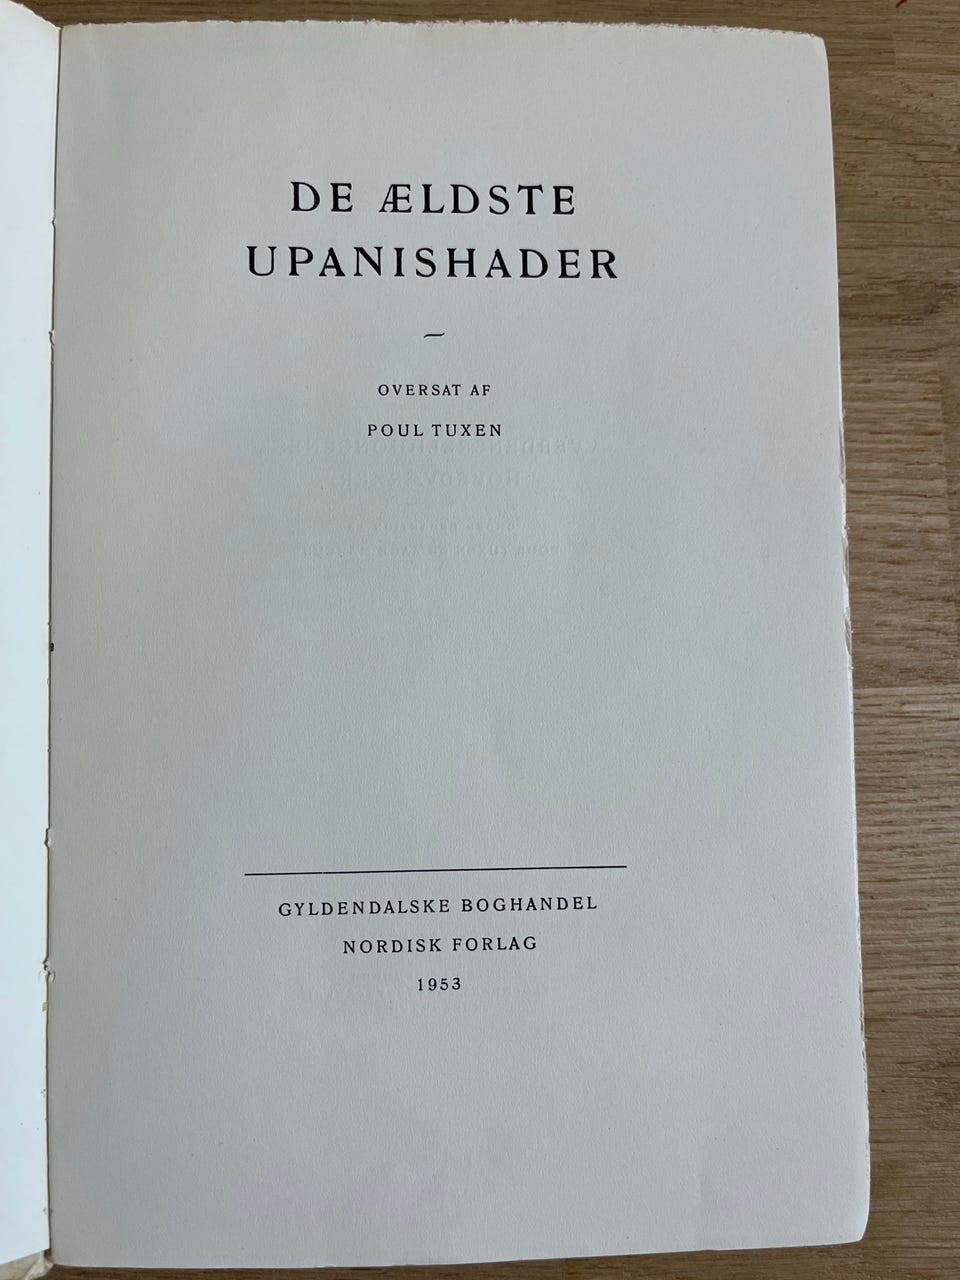 DE ÆLDSTE
UPANISHADER
OVERSAT AF
POUL TUXEN
GYLDENDALSKE BOGHANDEL
NORDISK FORLAG
1953